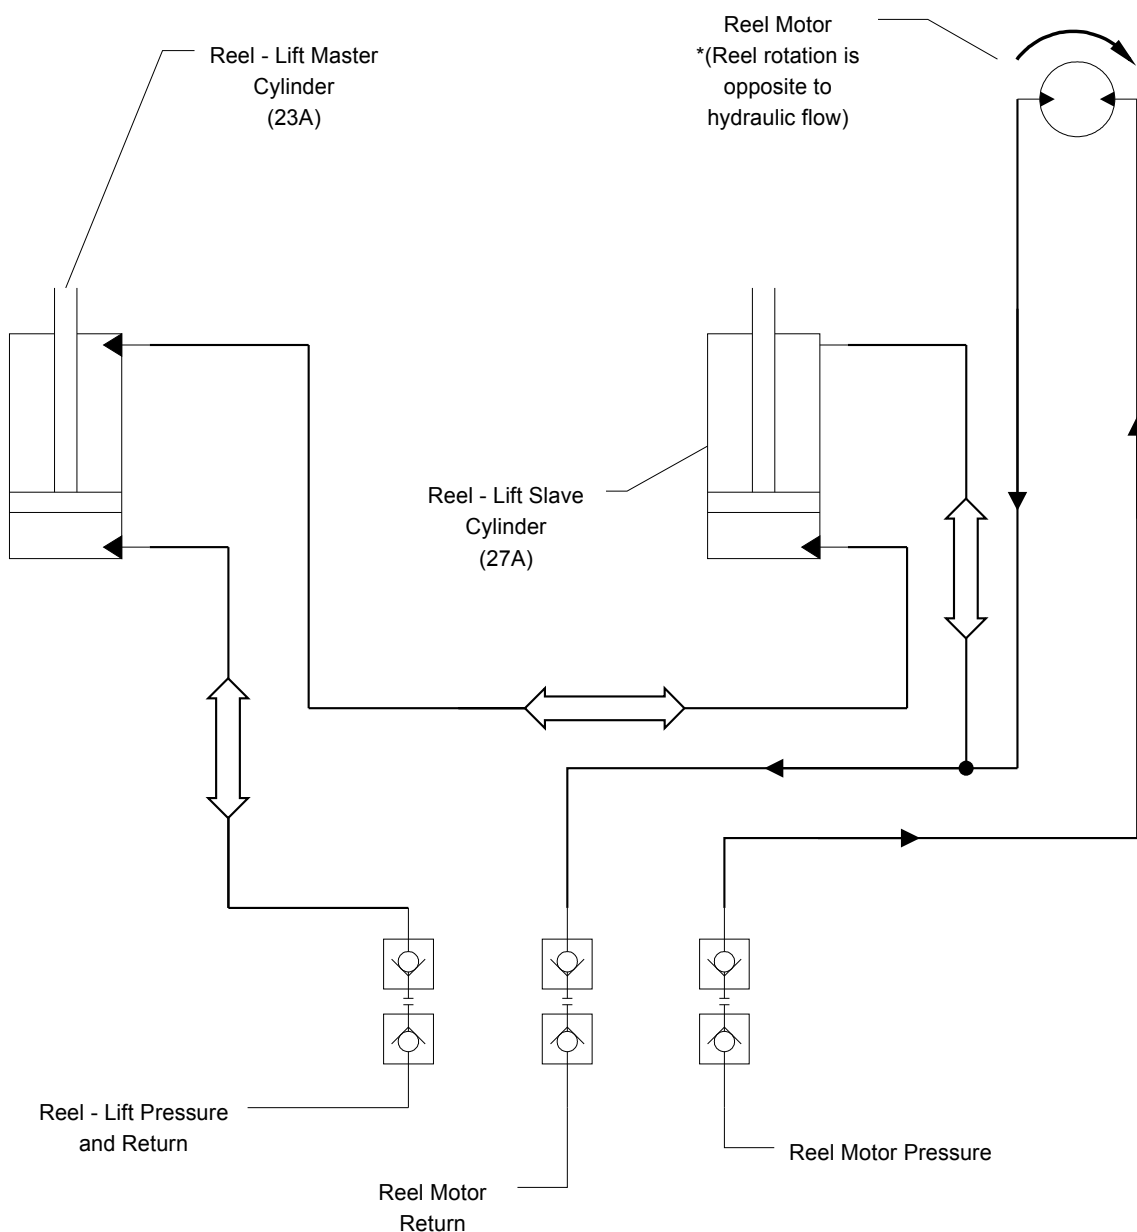 Reel - Lift Master
Cylinder
(23A)
Reel Motor
*(Reel rotation is
opposite to
hydraulic flow)
Reel - Lift Slave
Cylinder
(27A)
Reel - Lift Pressure
and Return
Reel Motor
Return
Reel Motor Pressure